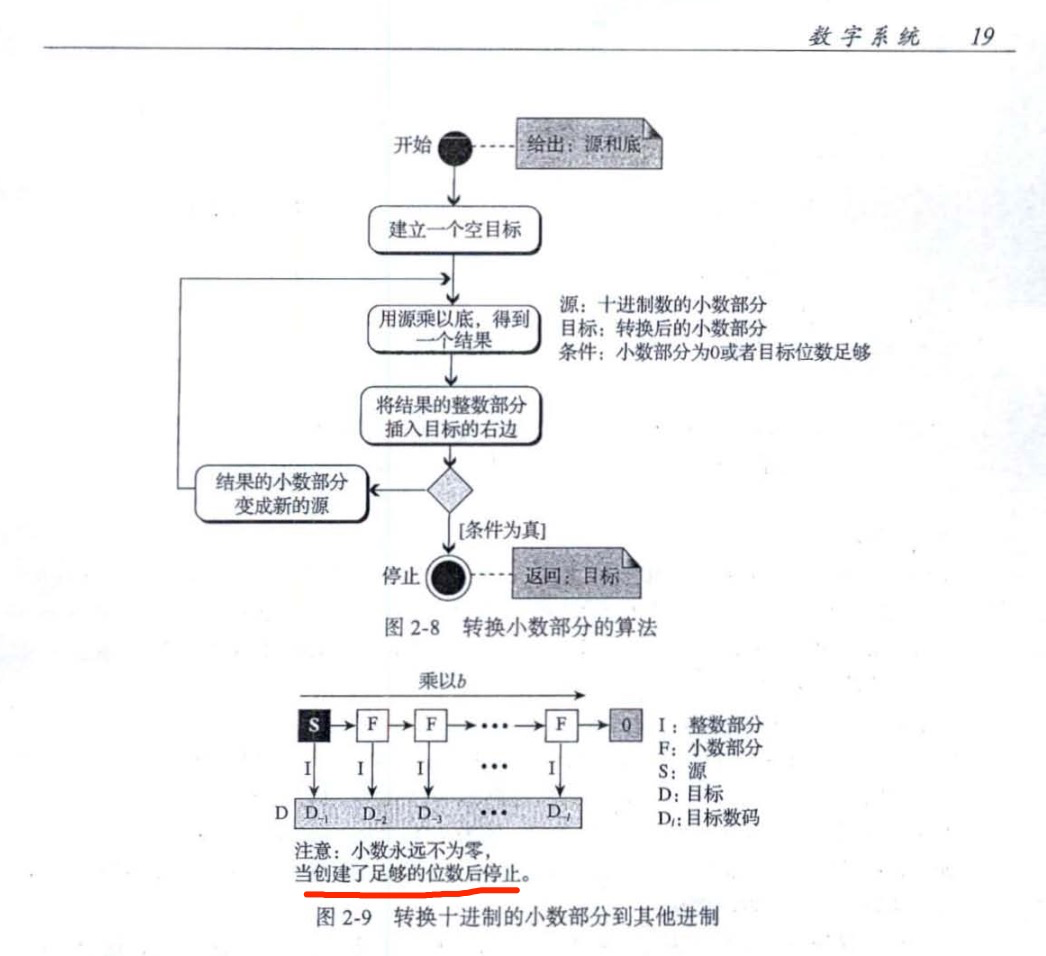 数字系统 19
开始
给出：源和底
建立一个空目标
用源乘以底，得到
一个结果
源：十进制数的小数部分
目标：转换后的小数部分
条件：小数部分为0或者目标位数足够
将结果的整数部分
插入目标的右边
结果的小数部分
变成新的源
[条件为真]
停止
返回：目标
图 2-8 转换小数部分的算法
乘以b
S F F ••• F 0
I I I ••• I
D D₋₁ D₋₂ D₋₃ ••• D₋ₗ
I：整数部分
F：小数部分
S：源
D：目标
Dᵢ：目标数码
注意：小数永远不为零，
当创建了足够的位数后停止。
图 2-9 转换十进制的小数部分到其他进制